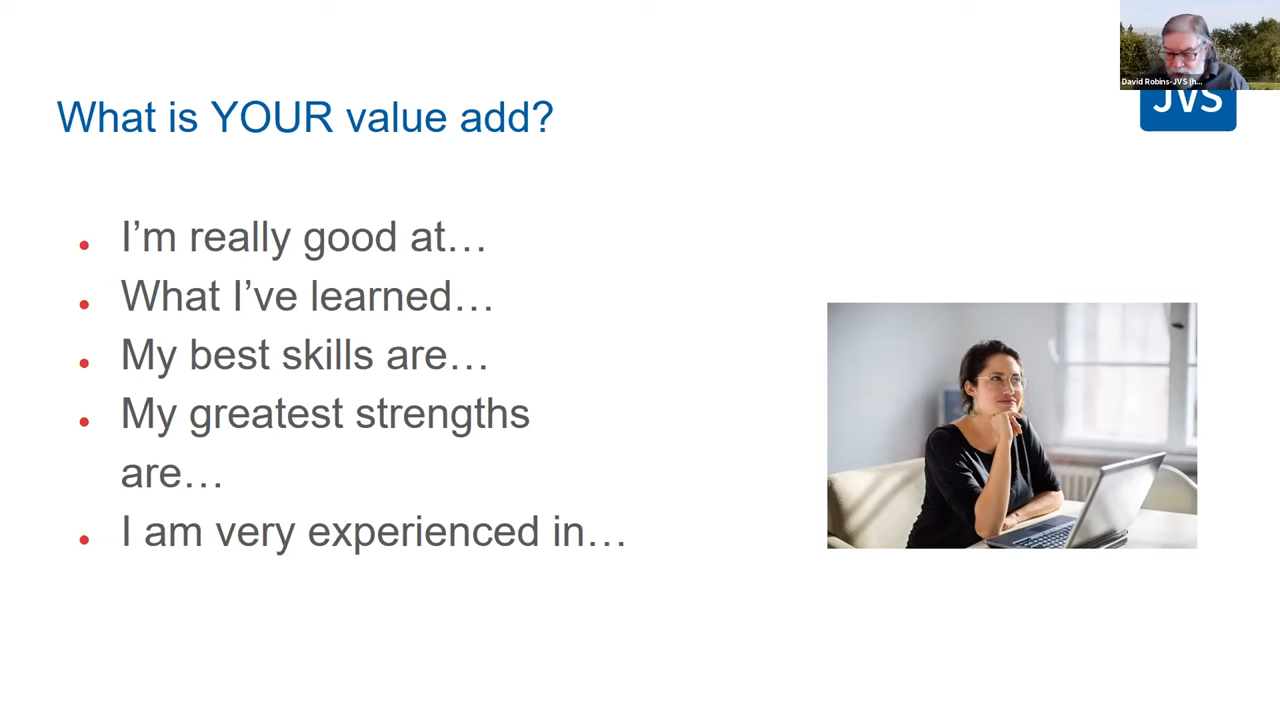 David Robins-JVS (h...
JVS
What is YOUR value add?
I’m really good at…
What I’ve learned…
My best skills are…
My greatest strengths
are…
I am very experienced in…